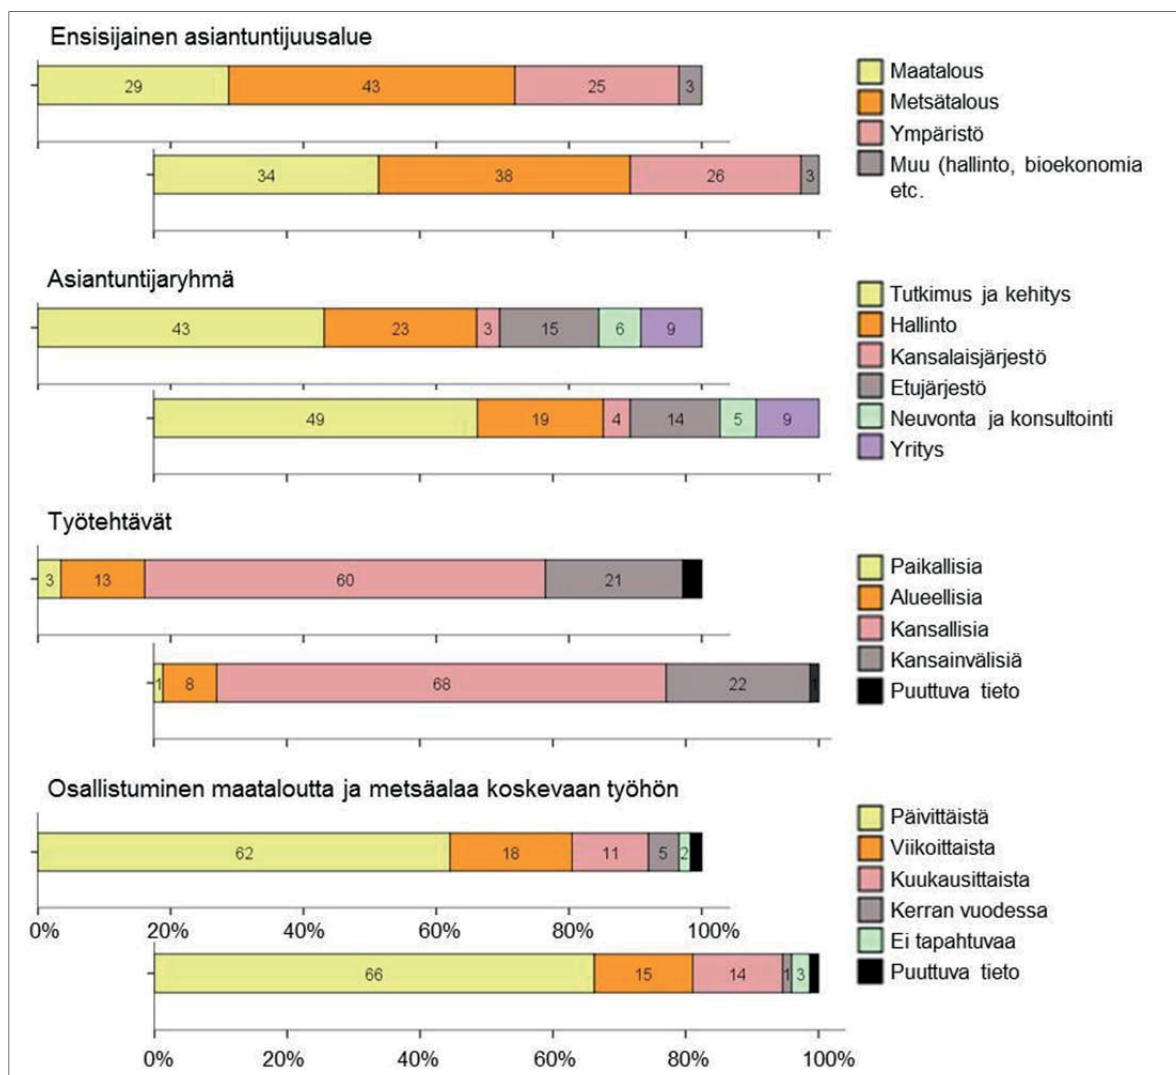 Ensisijainen asiantuntijuusalue
29 43 25 3
34 38 26 3
Maatalous
Metsätalous
Ympäristö
Muu (hallinto, bioekonomia
etc.
Asiantuntijaryhmä
43 23 3 15 6 9
49 19 4 14 5 9
Tutkimus ja kehitys
Hallinto
Kansalaisjärjestö
Etujärjestö
Neuvonta ja konsultointi
Yritys
Työtehtävät
3 13 60 21
1 8 68 22 1
Paikallisia
Alueellisia
Kansallisia
Kansainvälisiä
Puuttuva tieto
Osallistuminen maataloutta ja metsäalaa koskevaan työhön
62 18 11 5 2
0% 20% 40% 60% 80% 100%
66 15 14 1 3
0% 20% 40% 60% 80% 100%
Päivittäistä
Viikoittaista
Kuukausittaista
Kerran vuodessa
Ei tapahtuvaa
Puuttuva tieto